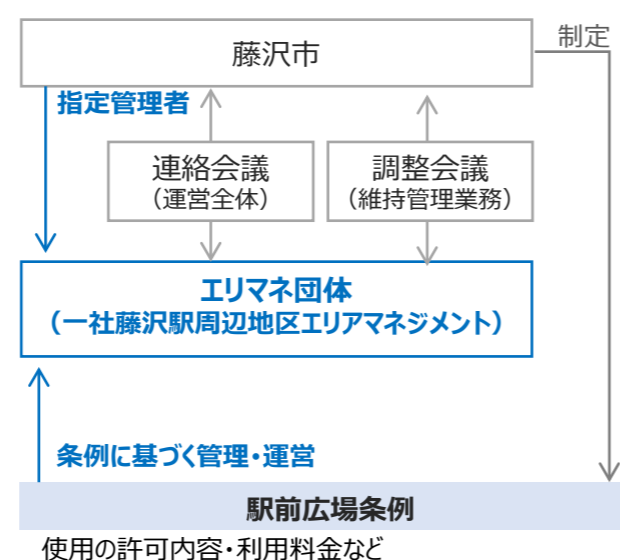 制定
藤沢市
指定管理者
連絡会議
（運営全体）
調整会議
（維持管理業務）
エリマネ団体
（一社藤沢駅周辺地区エリアマネジメント）
条例に基づく管理・運営
駅前広場条例
使用の許可内容・利用料金など